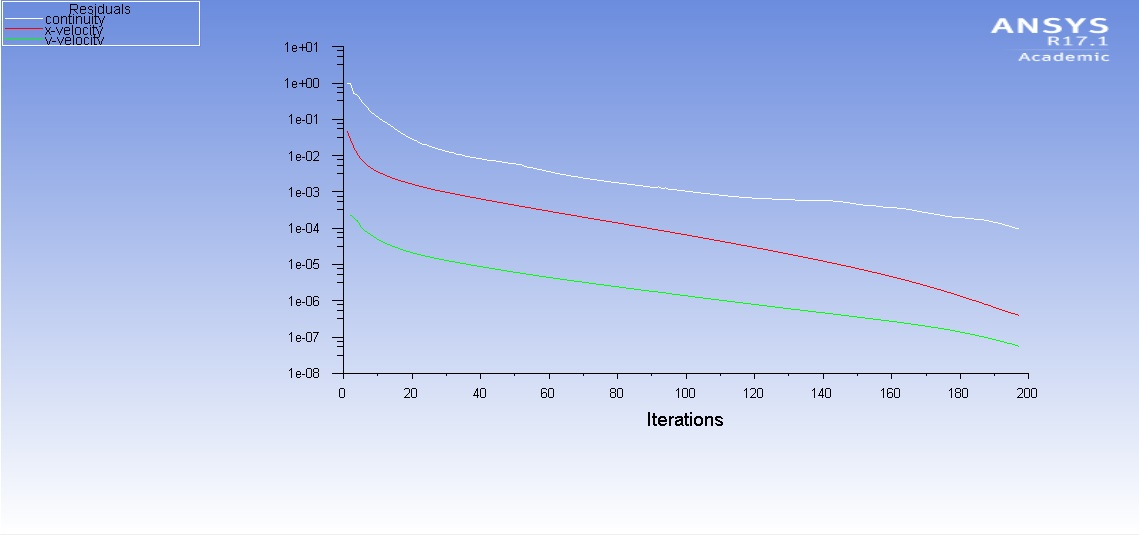 Residuals
continuity
x-velocity
y-velocity
ANSYS
R17.1
Academic
1e+01
1e+00
1e-01
1e-02
1e-03
1e-04
1e-05
1e-06
1e-07
1e-08
0 20 40 60 80 100 120 140 160 180 200
Iterations